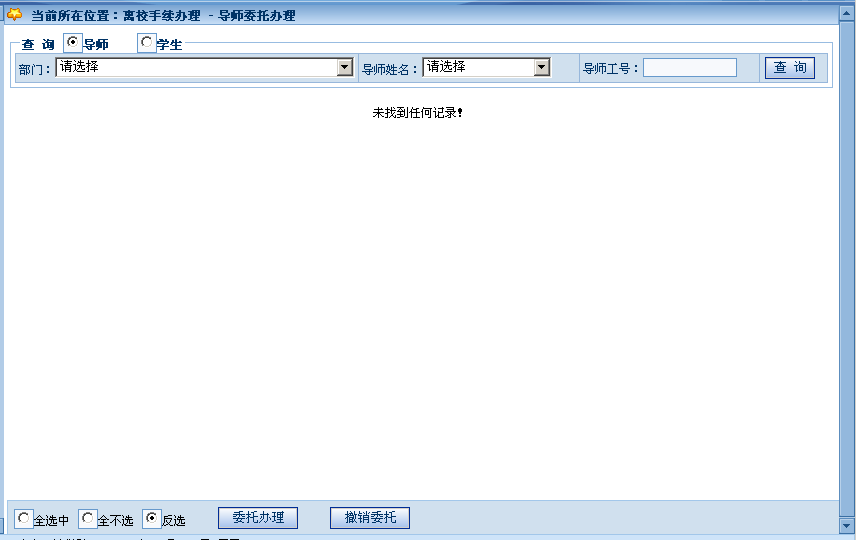 当前所在位置：离校手续办理 - 导师委托办理
查 询 导师 学生
部门： 请选择 导师姓名： 请选择 导师工号： 查 询
未找到任何记录!
全选中 全不选 反选 委托办理 撤销委托